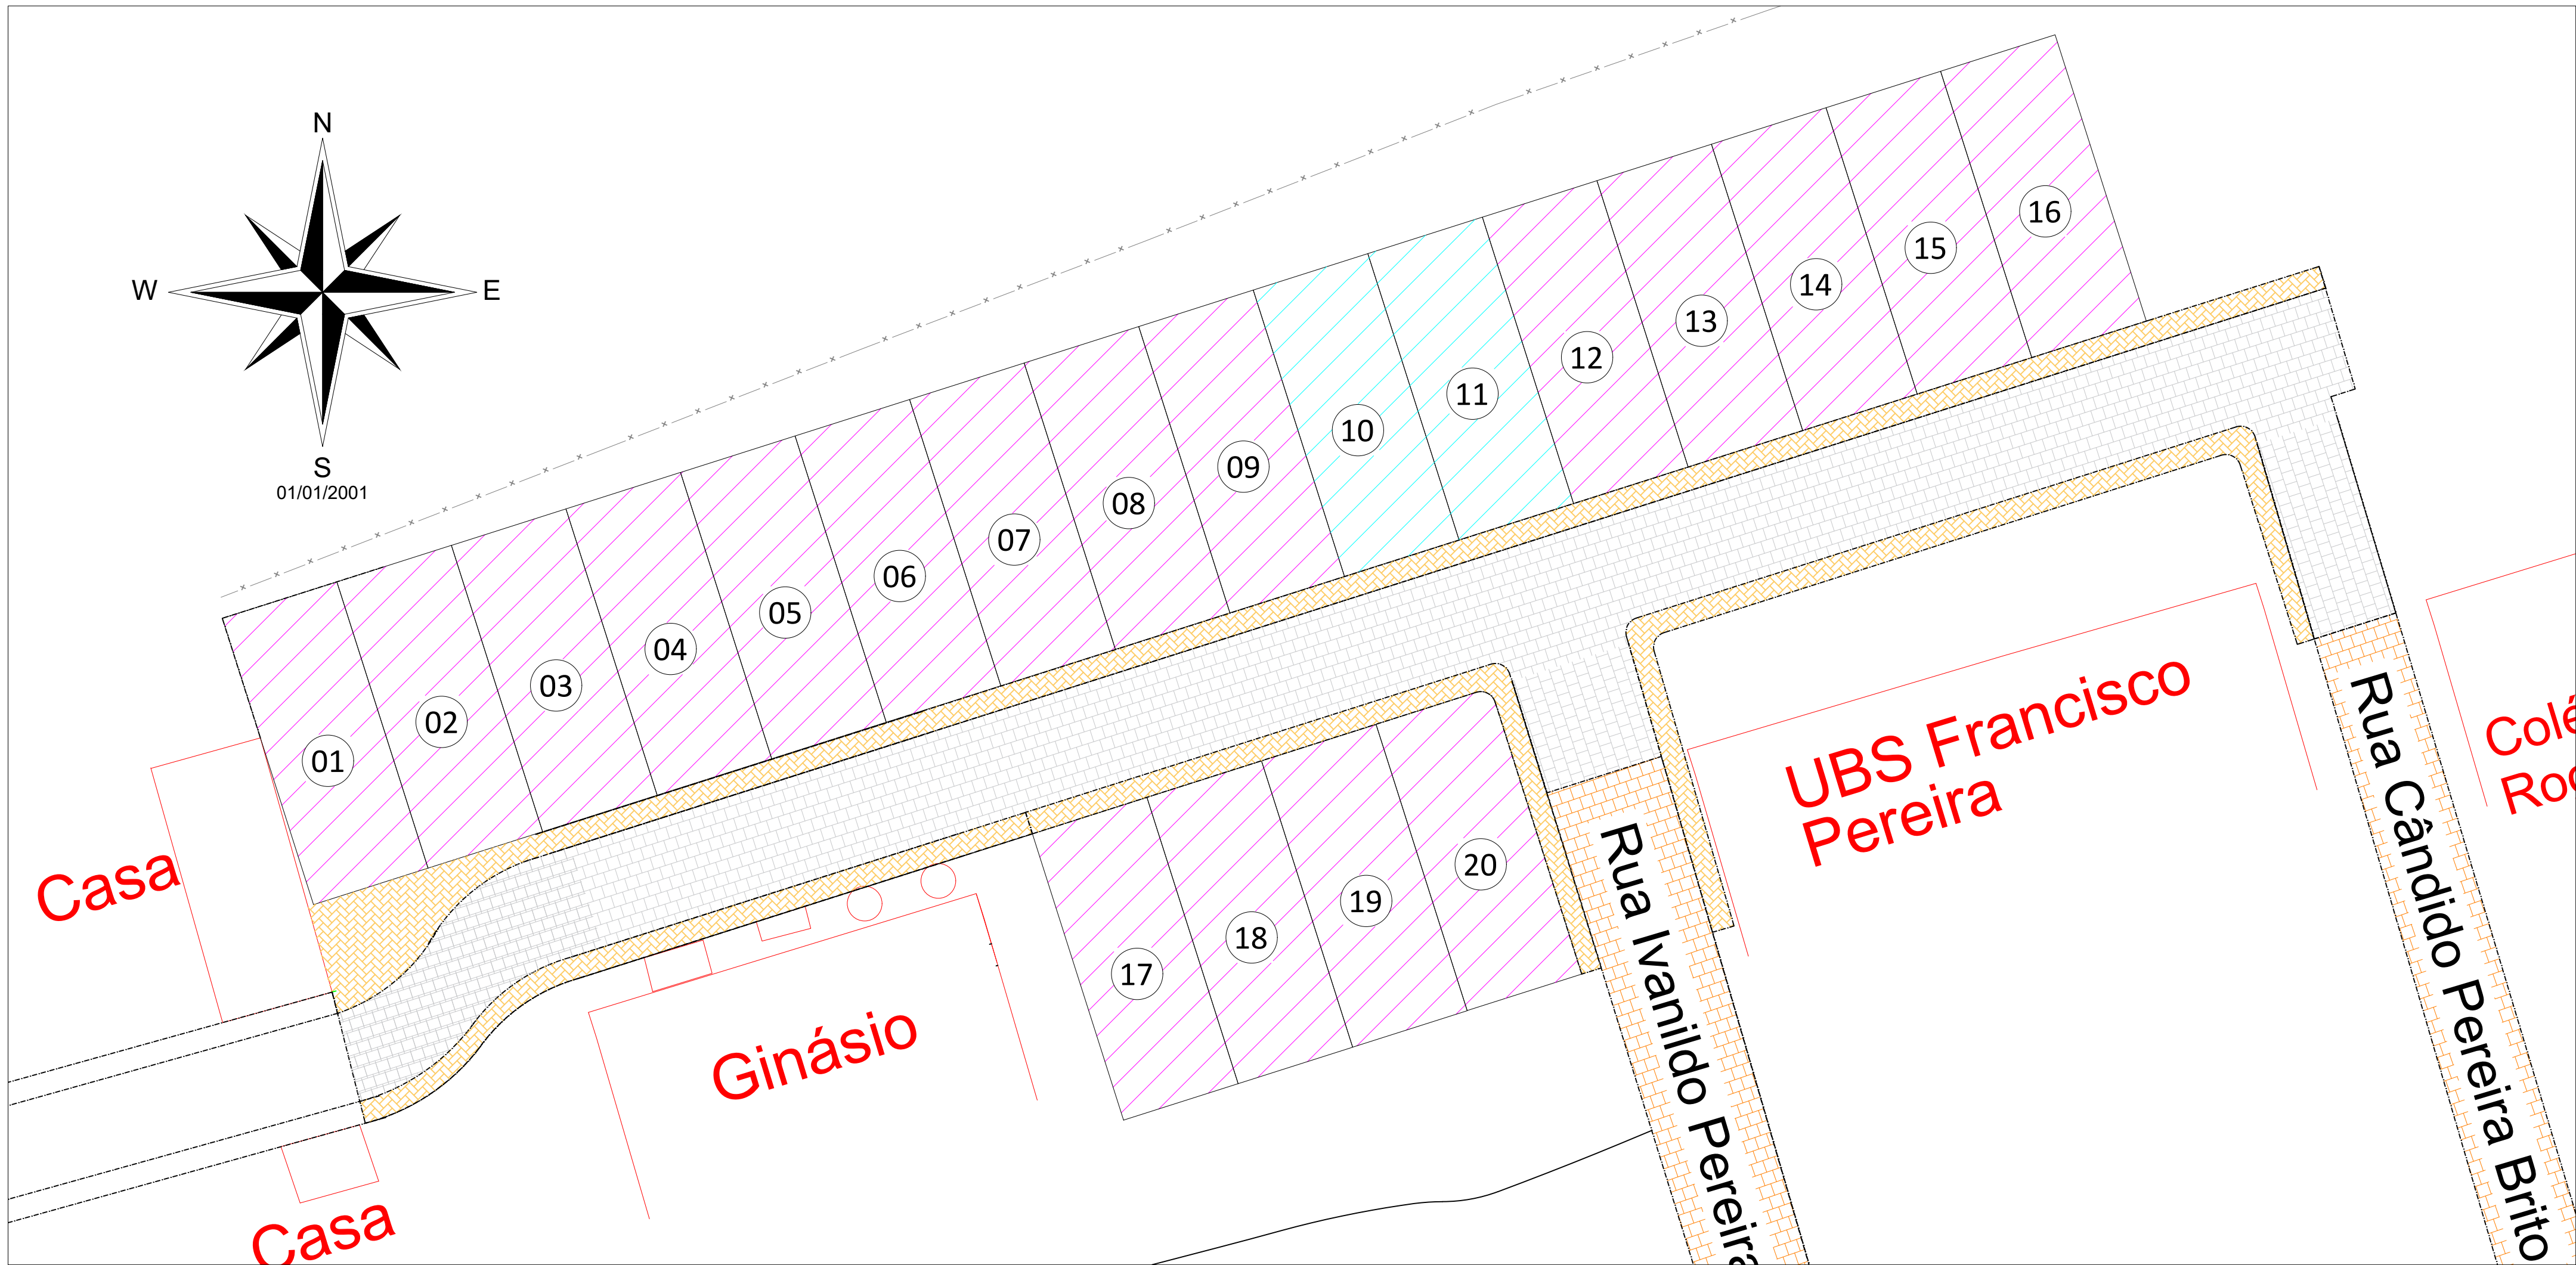 N
W
E
S
01/01/2001
01
02
03
04
05
06
07
08
09
10
11
12
13
14
15
16
17
18
19
20
Casa
Casa
Ginásio
UBS Francisco
Pereira
Rua Ivanildo Pereira
Rua Cândido Pereira Brito